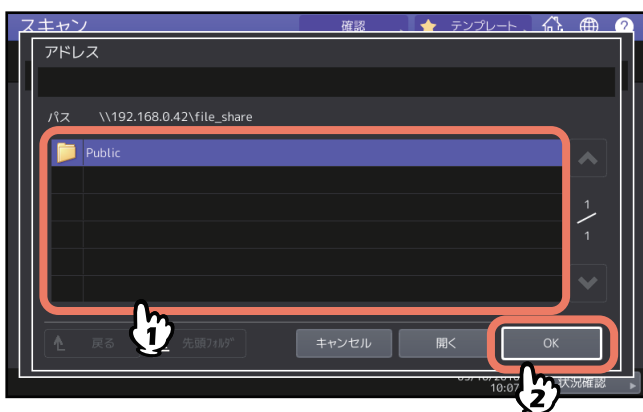 スキャン 確認 テンプレート ?
アドレス
パス \\192.168.0.42\file_share
Public
1
1
戻る 先頭ﾌｫﾙﾀﾞ
1
キャンセル 開く OK
10:07 状況確認
2